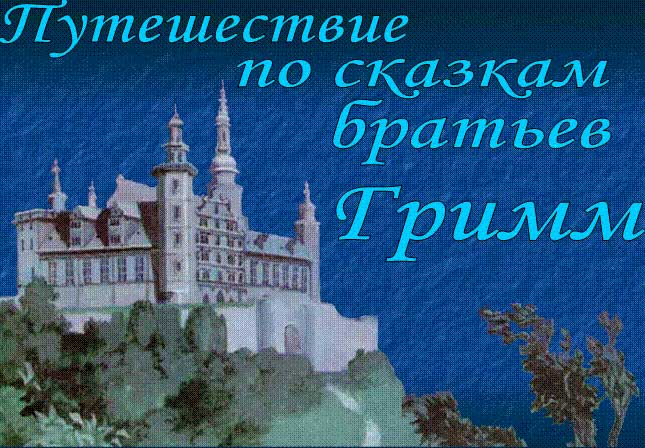 Путешествие
по сказкам
братьев
Гримм